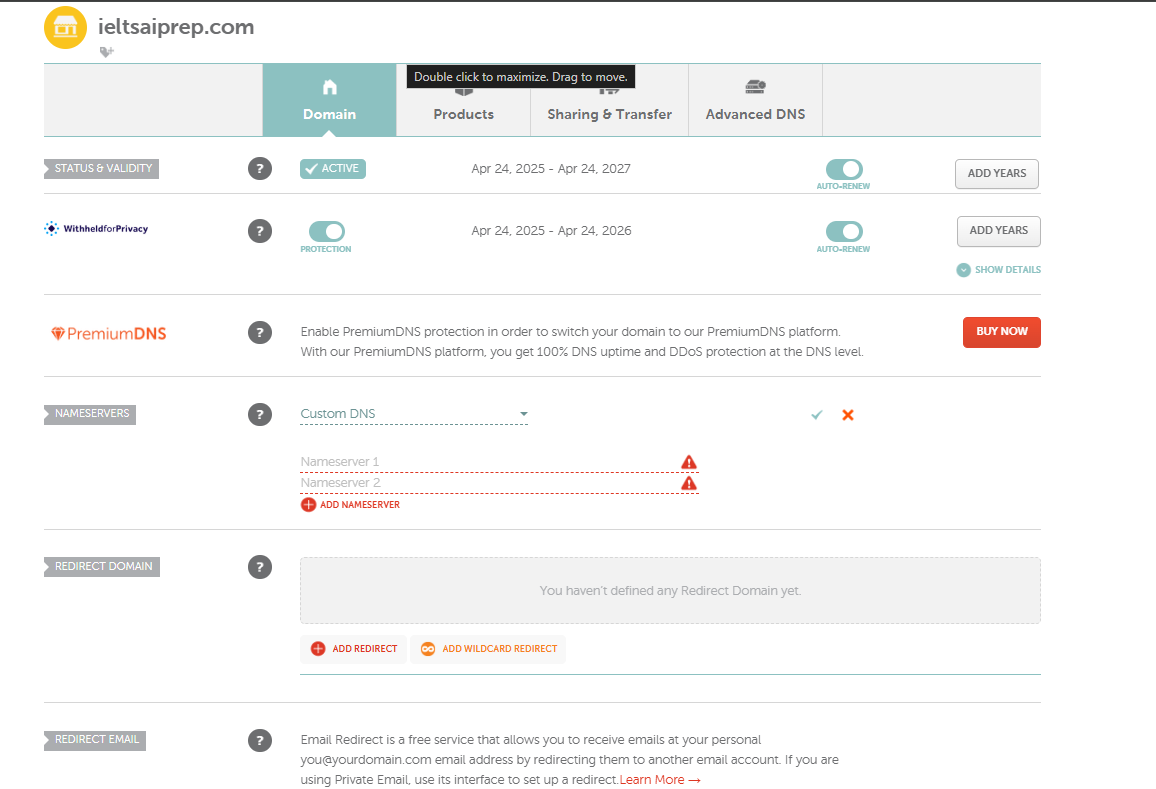 ieltsaiprep.com
Double click to maximize. Drag to move.
Domain
Products
Sharing & Transfer
Advanced DNS
STATUS & VALIDITY
?
ACTIVE
Apr 24, 2025 - Apr 24, 2027
AUTO-RENEW
ADD YEARS
WithheldforPrivacy
?
PROTECTION
Apr 24, 2025 - Apr 24, 2026
AUTO-RENEW
ADD YEARS
SHOW DETAILS
PremiumDNS
?
Enable PremiumDNS protection in order to switch your domain to our PremiumDNS platform.
With our PremiumDNS platform, you get 100% DNS uptime and DDoS protection at the DNS level.
BUY NOW
NAMESERVERS
?
Custom DNS
Nameserver 1
Nameserver 2
ADD NAMESERVER
REDIRECT DOMAIN
?
You haven't defined any Redirect Domain yet.
ADD REDIRECT
ADD WILDCARD REDIRECT
REDIRECT EMAIL
?
Email Redirect is a free service that allows you to receive emails at your personal
you@yourdomain.com email address by redirecting them to another email account. If you are
using Private Email, use its interface to set up a redirect.Learn More →